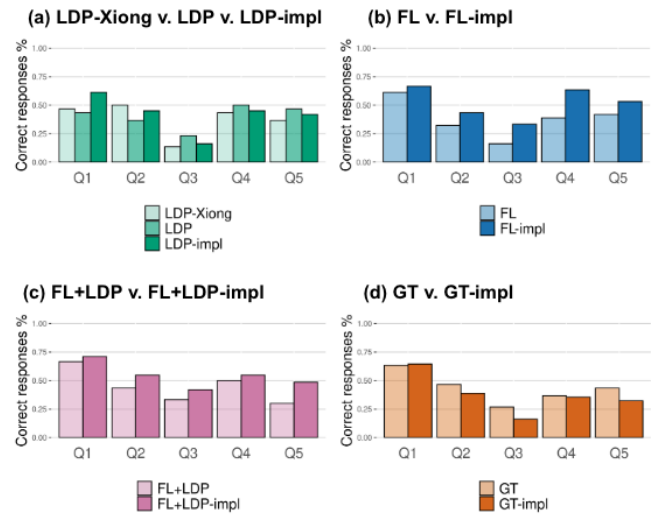 (a) LDP-Xiong v. LDP v. LDP-impl
Correct responses %
1.00
0.75
0.50
0.25
0.00
Q1 Q2 Q3 Q4 Q5
LDP-Xiong
LDP
LDP-impl
(b) FL v. FL-impl
Correct responses %
1.00
0.75
0.50
0.25
0.00
Q1 Q2 Q3 Q4 Q5
FL
FL-impl
(c) FL+LDP v. FL+LDP-impl
Correct responses %
1.00
0.75
0.50
0.25
0.00
Q1 Q2 Q3 Q4 Q5
FL+LDP
FL+LDP-impl
(d) GT v. GT-impl
Correct responses %
1.00
0.75
0.50
0.25
0.00
Q1 Q2 Q3 Q4 Q5
GT
GT-impl